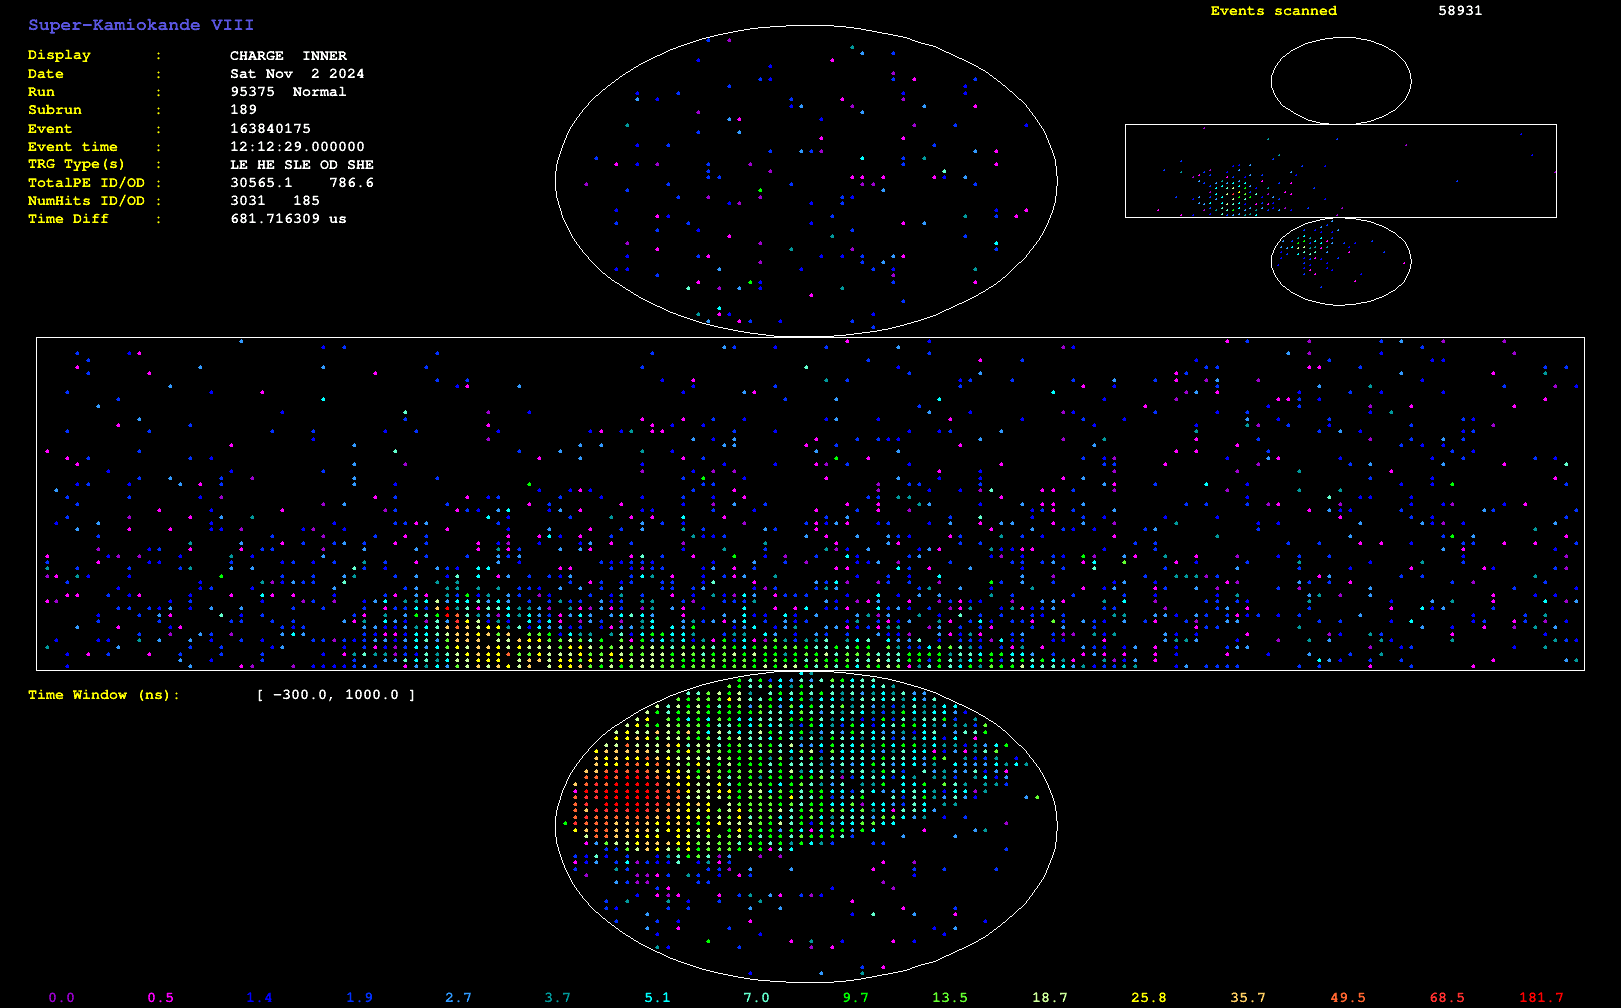 Super-Kamiokande VIII
Display : CHARGE INNER
Date : Sat Nov 2 2024
Run : 95375 Normal
Subrun : 189
Event : 163840175
Event time : 12:12:29.000000
TRG Type(s) : LE HE SLE OD SHE
TotalPE ID/OD : 30565.1 786.6
NumHits ID/OD : 3031 185
Time Diff : 681.716309 us
Events scanned 58931
Time Window (ns): [ -300.0, 1000.0 ]
0.0 0.5 1.4 1.9 2.7 3.7 5.1 7.0 9.7 13.5 18.7 25.8 35.7 49.5 68.5 181.7